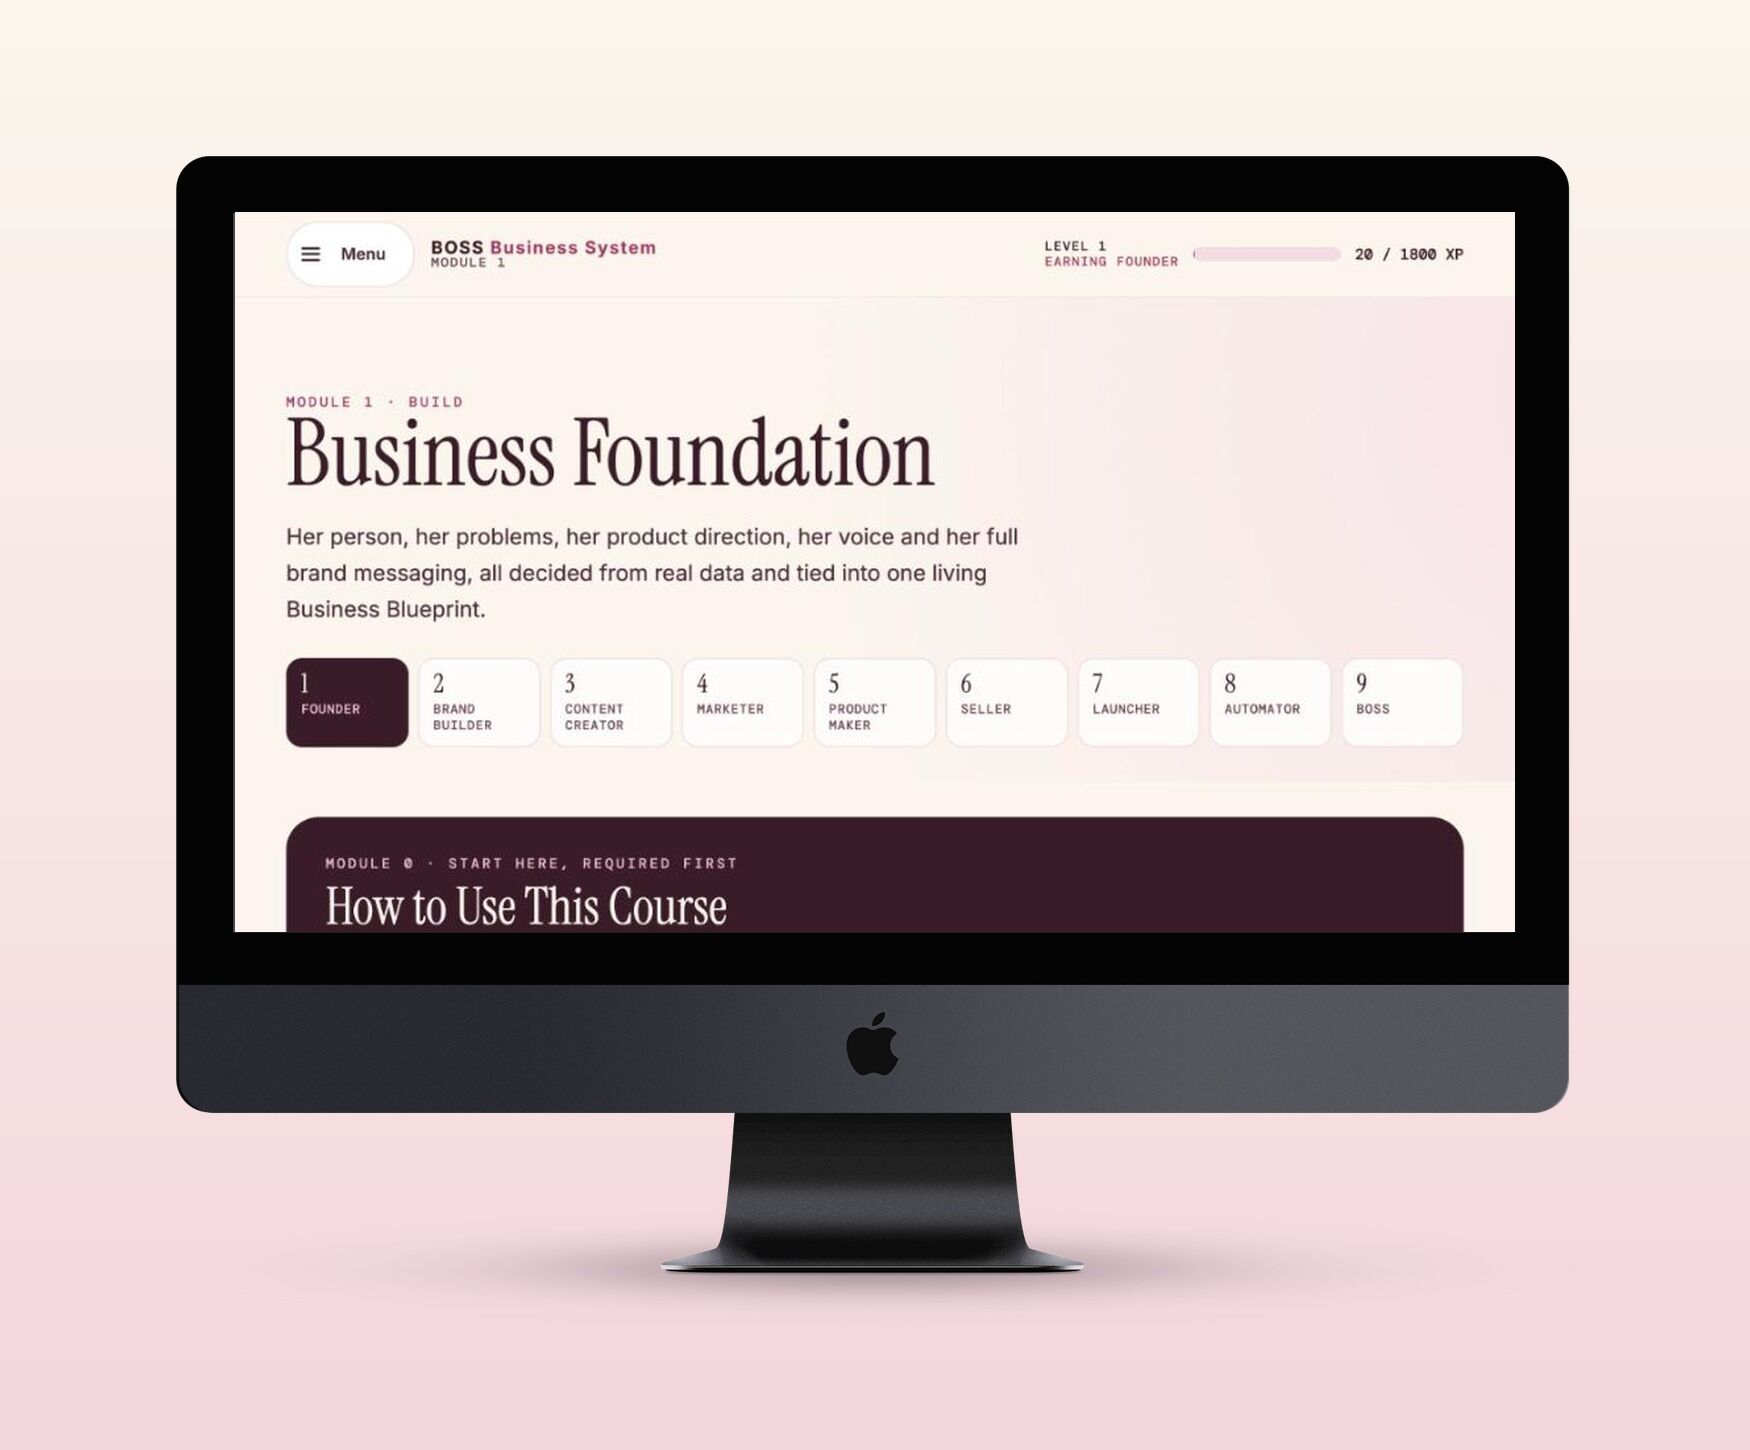 Menu
BOSS Business System
MODULE 1
LEVEL 1
EARNING FOUNDER
20 / 1800 XP
MODULE 1 · BUILD
Business Foundation
Her person, her problems, her product direction, her voice and her full
brand messaging, all decided from real data and tied into one living
Business Blueprint.
1
FOUNDER
2
BRAND
BUILDER
3
CONTENT
CREATOR
4
MARKETER
5
PRODUCT
MAKER
6
SELLER
7
LAUNCHER
8
AUTOMATOR
9
BOSS
MODULE 0 · START HERE, REQUIRED FIRST
How to Use This Course